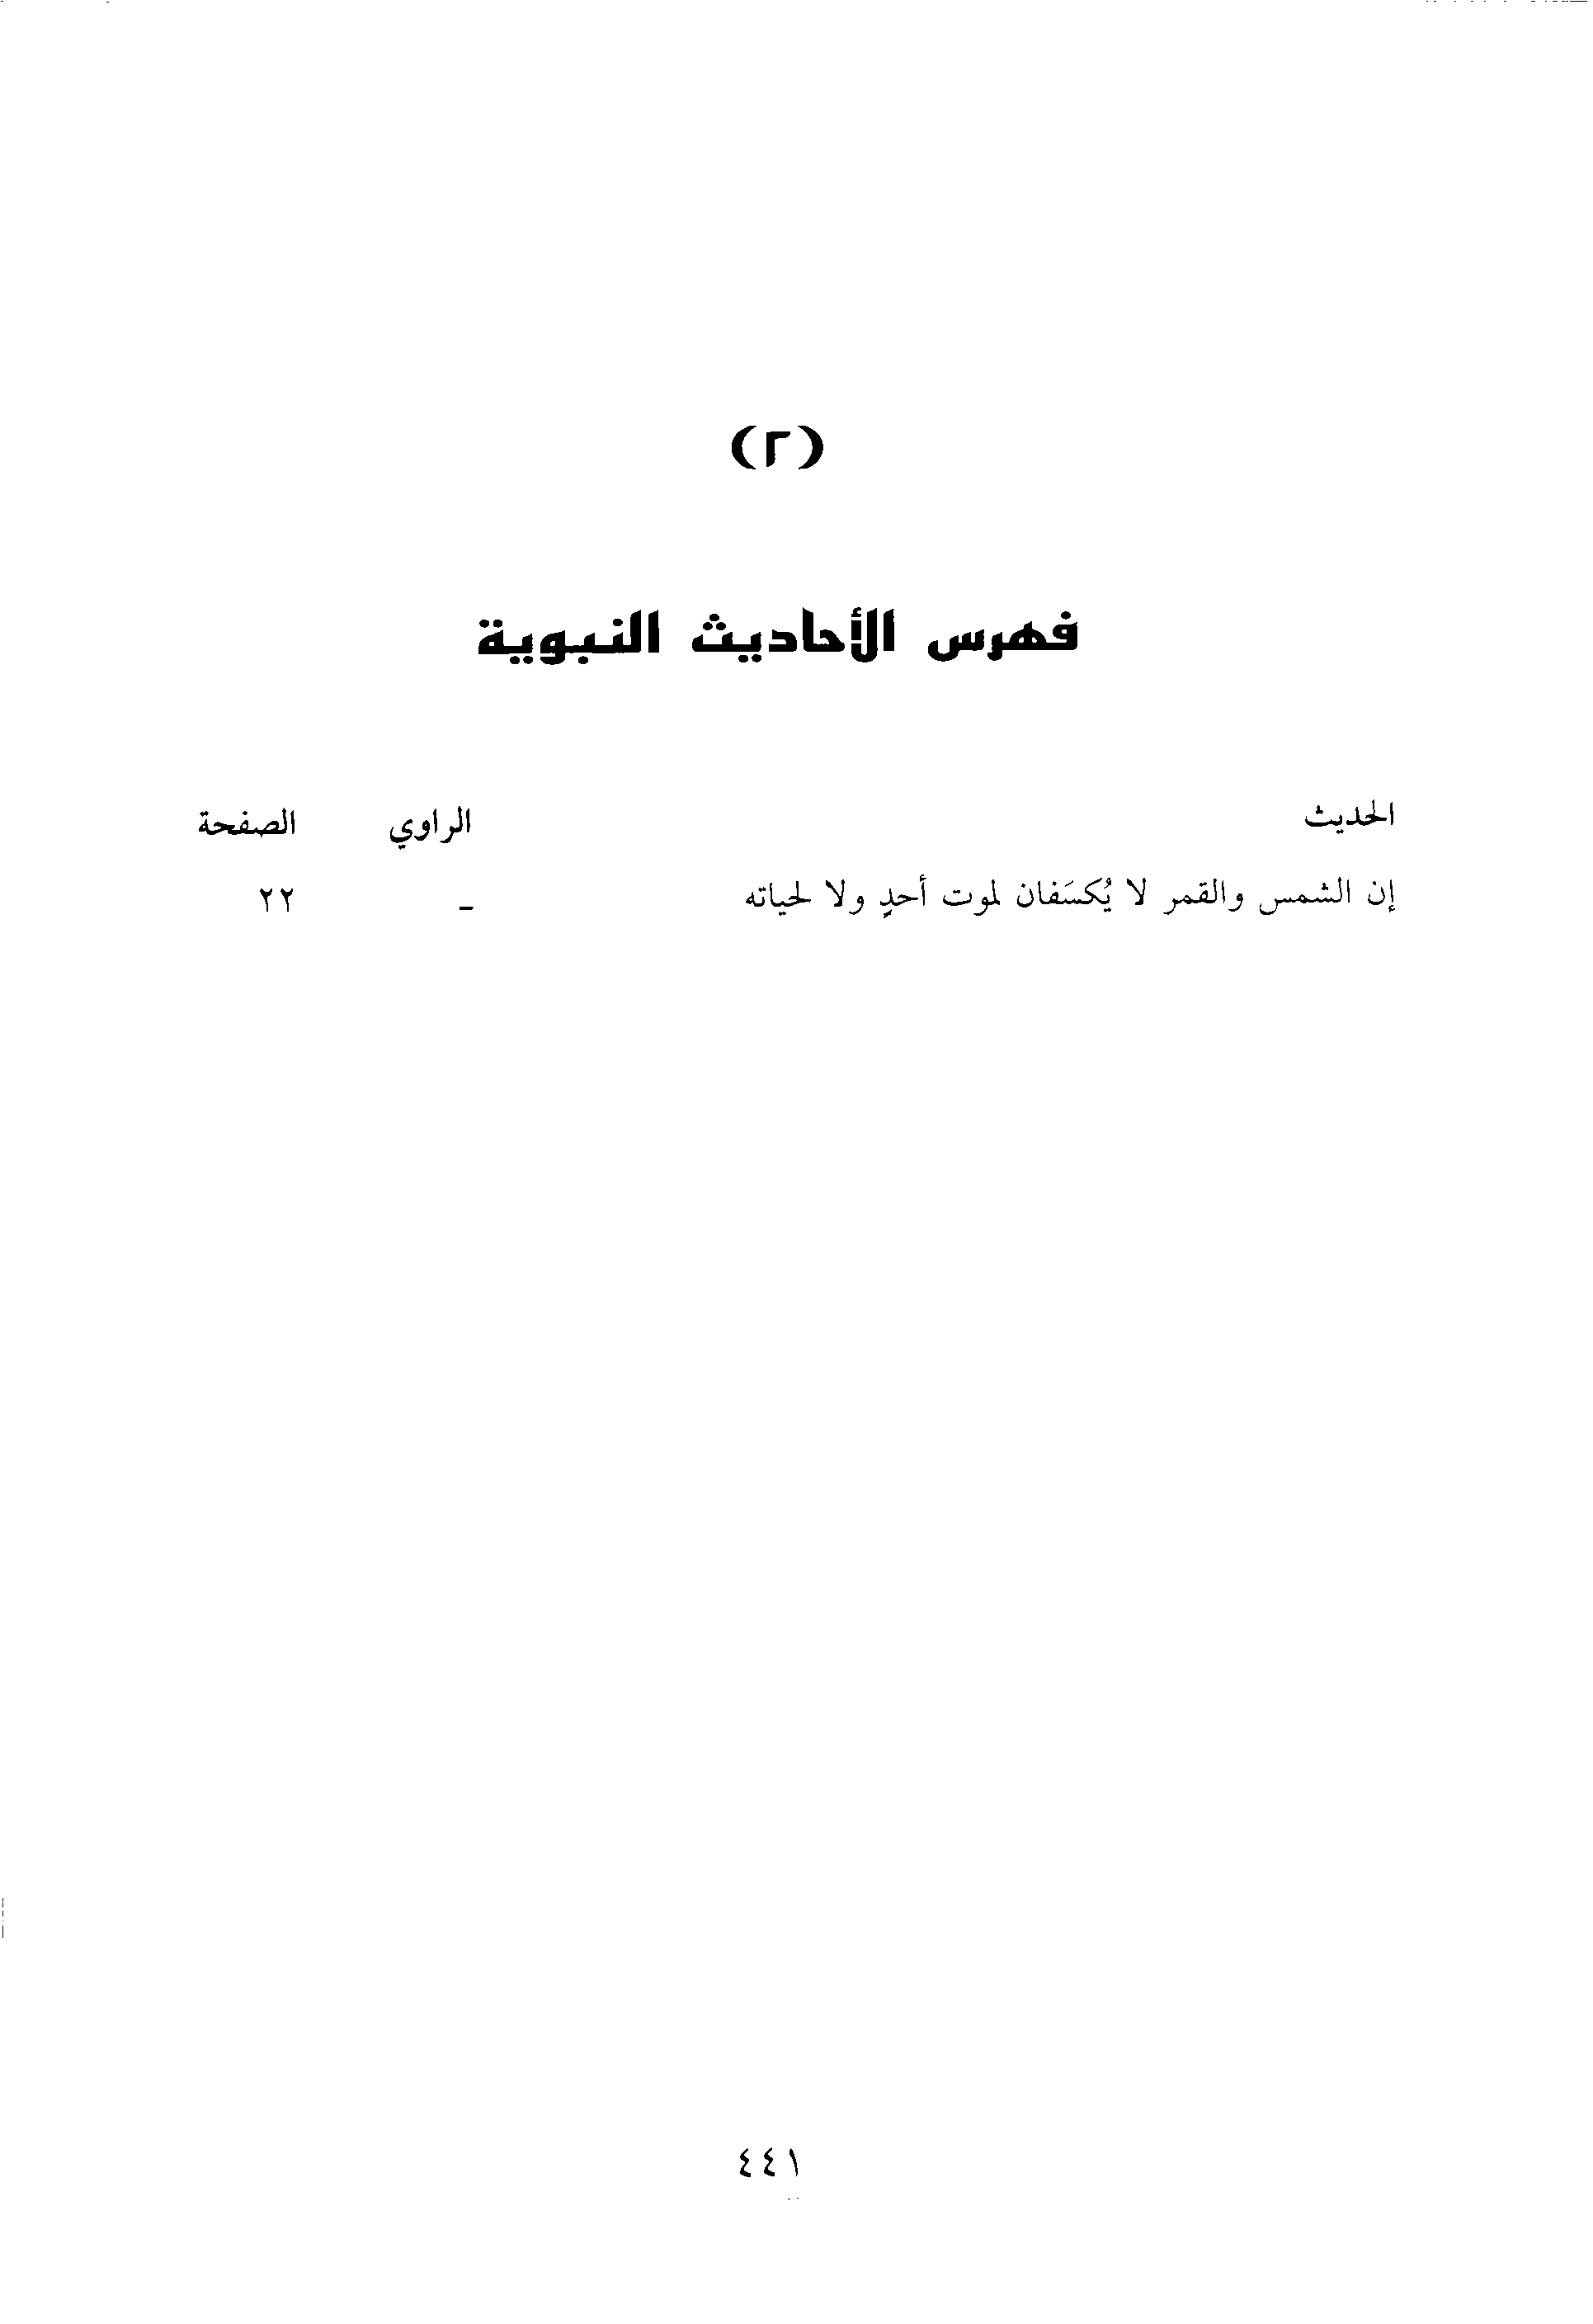 (٢)
فهرس الأحاديث النبوية
الحديث الراوي الصفحة
إن الشمس والقمر لا يُكسَفان لموت أحدٍ ولا لحياته - ٢٢
٤٤١